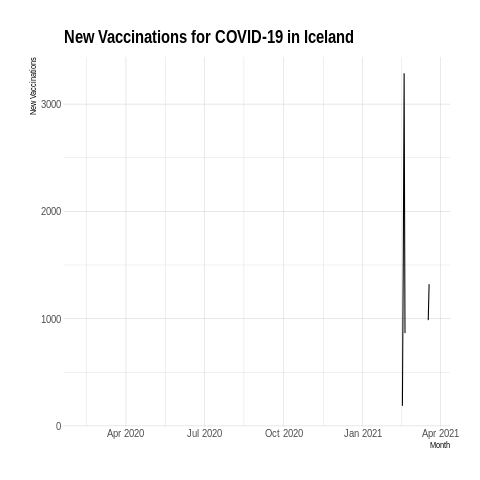 New Vaccinations for COVID-19 in Iceland
New Vaccinations
3000
2000
1000
0
Apr 2020 Jul 2020 Oct 2020 Jan 2021 Apr 2021
Month